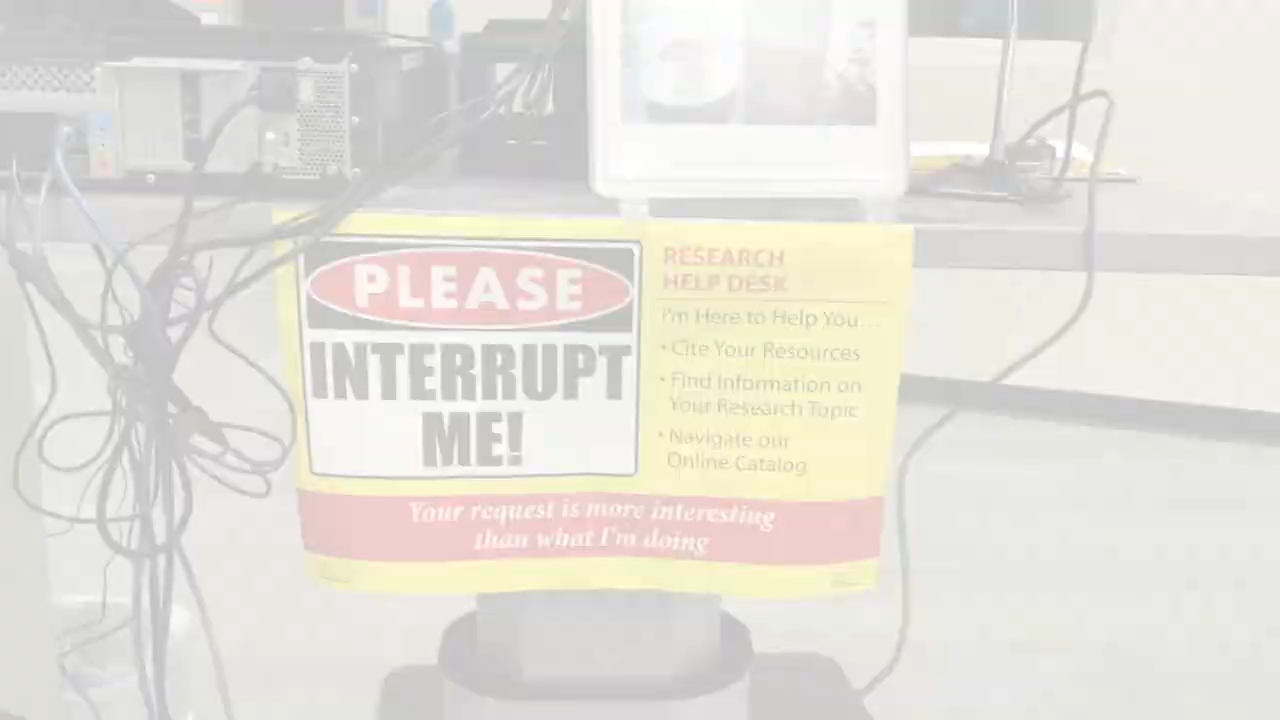 PLEASE
INTERRUPT
ME!
RESEARCH
HELP DESK
I'm Here to Help You...
• Cite Your Resources
• Find Information on
Your Research Topic
• Navigate our
Online Catalog
Your request is more interesting
than what I'm doing